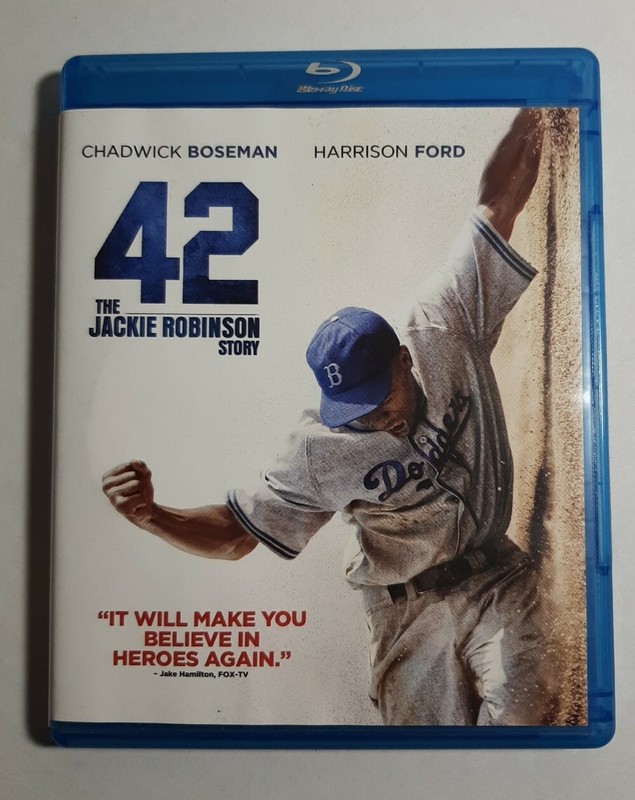 Blu-ray Disc
CHADWICK BOSEMAN HARRISON FORD
42
THE
JACKIE ROBINSON
STORY
B
Dodgers
“IT WILL MAKE YOU
BELIEVE IN
HEROES AGAIN.”
– Jake Hamilton, FOX-TV